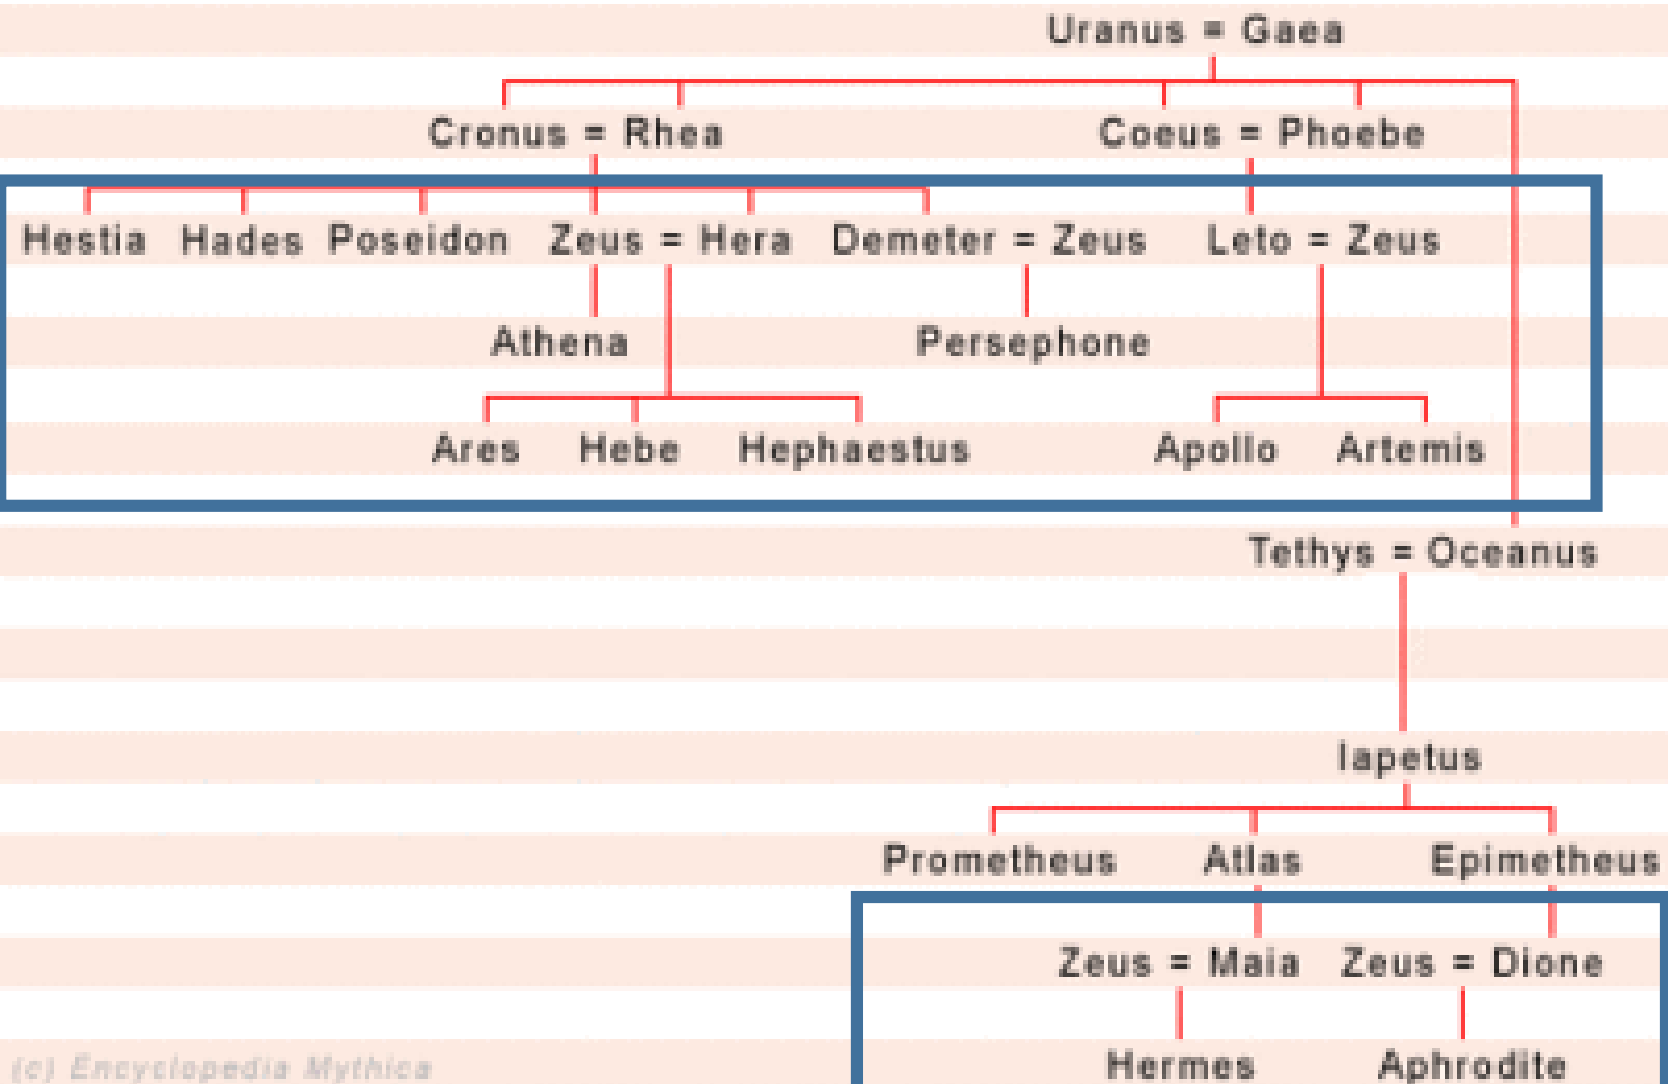 Uranus = Gaea
Cronus = Rhea Coeus = Phoebe
Hestia Hades Poseidon Zeus = Hera Demeter = Zeus Leto = Zeus
Athena Persephone
Ares Hebe Hephaestus Apollo Artemis
Tethys = Oceanus
Iapetus
Prometheus Atlas Epimetheus
Zeus = Maia Zeus = Dione
(c) Encyclopedia Mythica Hermes Aphrodite